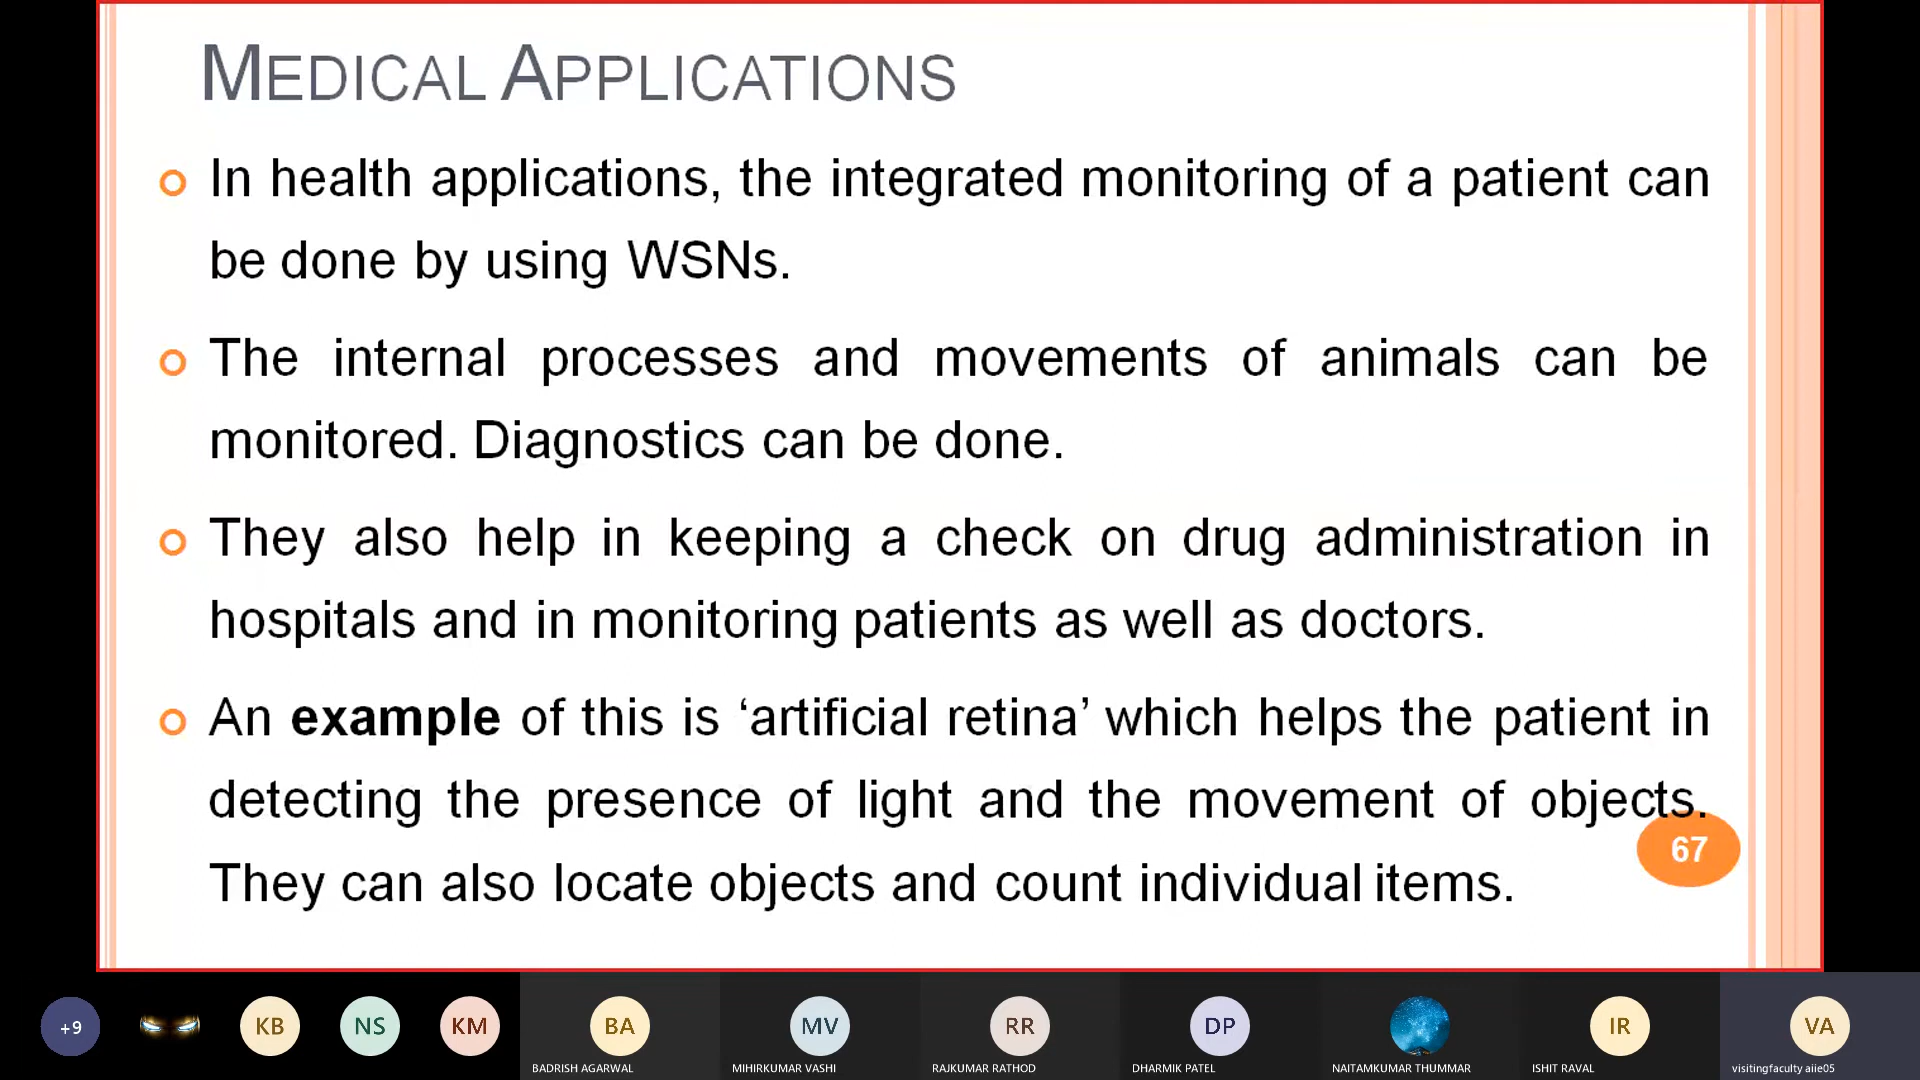 MEDICAL APPLICATIONS
In health applications, the integrated monitoring of a patient can
be done by using WSNs.
The internal processes and movements of animals can be
monitored. Diagnostics can be done.
They also help in keeping a check on drug administration in
hospitals and in monitoring patients as well as doctors.
An example of this is ‘artificial retina’ which helps the patient in
detecting the presence of light and the movement of objects.
They can also locate objects and count individual items.
67
+9
KB
NS
KM
BA
MV
RR
DP
IR
VA
BADRISH AGARWAL
MIHIRKUMAR VASHI
RAJKUMAR RATHOD
DHARMIK PATEL
NAITAMKUMAR THUMMAR
ISHIT RAVAL
visitingfaculty aiie05